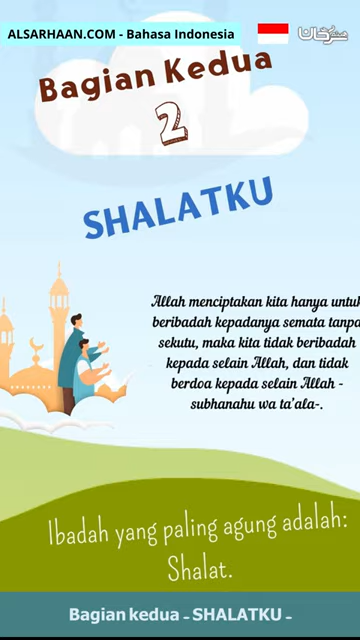 ALSARHAAN.COM - Bahasa Indonesia
Bagian Kedua
2
SHALATKU
Allah menciptakan kita hanya untuk
beribadah kepadanya semata tanpa
sekutu, maka kita tidak beribadah
kepada selain Allah, dan tidak
berdoa kepada selain Allah -
subhanahu wa ta'ala-.
Ibadah yang paling agung adalah:
Shalat.
Bagian kedua - SHALATKU -